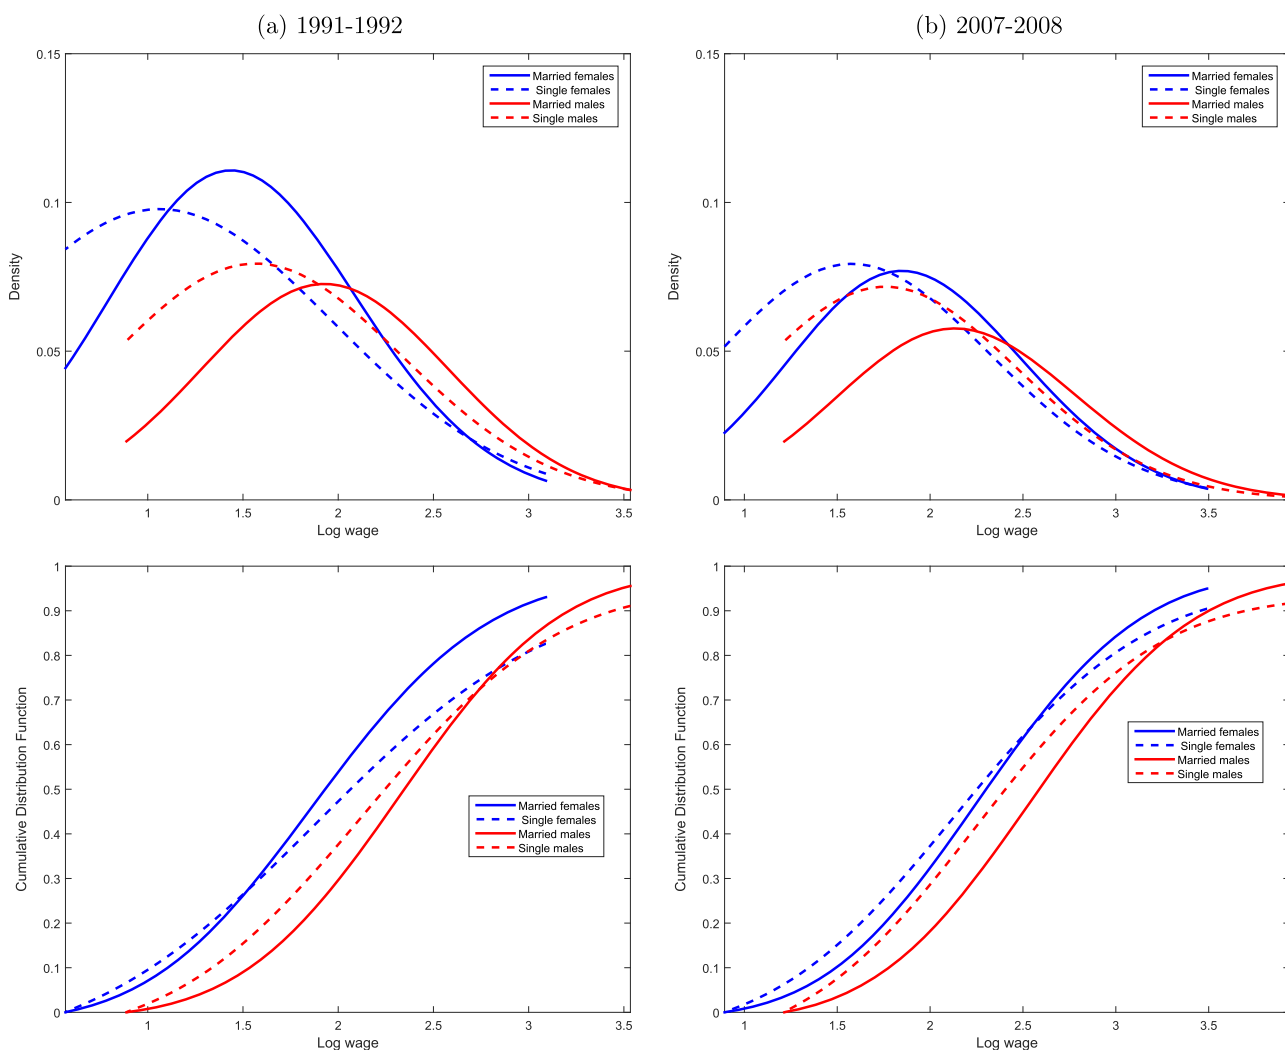 (a) 1991-1992
0.15
0.1
0.05
0
Density
1 1.5 2 2.5 3 3.5
Log wage
Married females
Single females
Married males
Single males
(b) 2007-2008
0.15
0.1
0.05
0
Density
1 1.5 2 2.5 3 3.5
Log wage
Married females
Single females
Married males
Single males
1
0.9
0.8
0.7
0.6
0.5
0.4
0.3
0.2
0.1
0
Cumulative Distribution Function
1 1.5 2 2.5 3 3.5
Log wage
Married females
Single females
Married males
Single males
1
0.9
0.8
0.7
0.6
0.5
0.4
0.3
0.2
0.1
0
Cumulative Distribution Function
1 1.5 2 2.5 3 3.5
Log wage
Married females
Single females
Married males
Single males